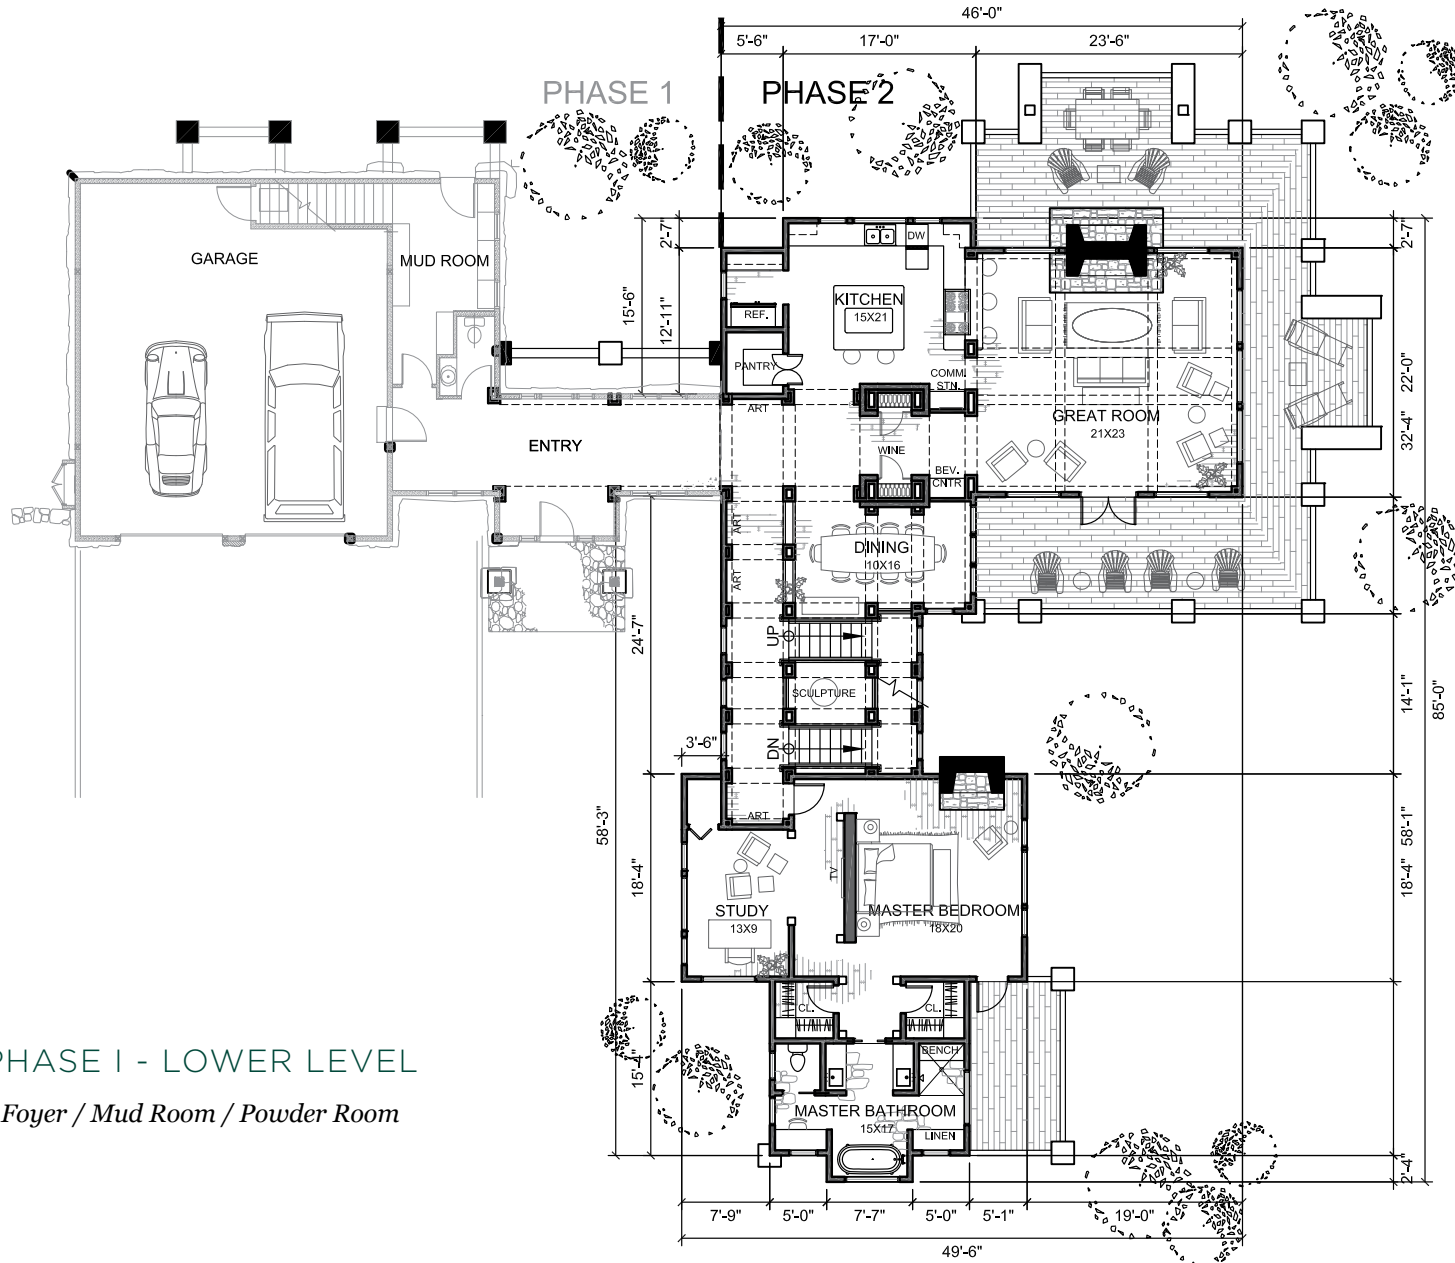 46'-0"
5'-6" 17'-0" 23'-6"
PHASE 1 PHASE 2
2'-7" 2'-7"
15'-6" 12'-11"
GARAGE
MUD ROOM
DW
KITCHEN
15X21
REF.
PANTRY
COMM.
STN.
ART
GREAT ROOM
21X23
22'-0"
32'-4"
ENTRY
WINE
BEV.
CNTR
ART
DINING
10X16
ART
24'-7"
UP
SCULPTURE
DN
14'-1"
85'-0"
3'-6"
ART
58'-3"
18'-4"
TV
STUDY
13X9
MASTER BEDROOM
18X20
58'-1"
18'-4"
CL. CL.
PHASE I - LOWER LEVEL
15'-4"
BENCH
Foyer / Mud Room / Powder Room
MASTER BATHROOM
15X17
LINEN
2'-4"
7'-9" 5'-0" 7'-7" 5'-0" 5'-1" 19'-0"
49'-6"